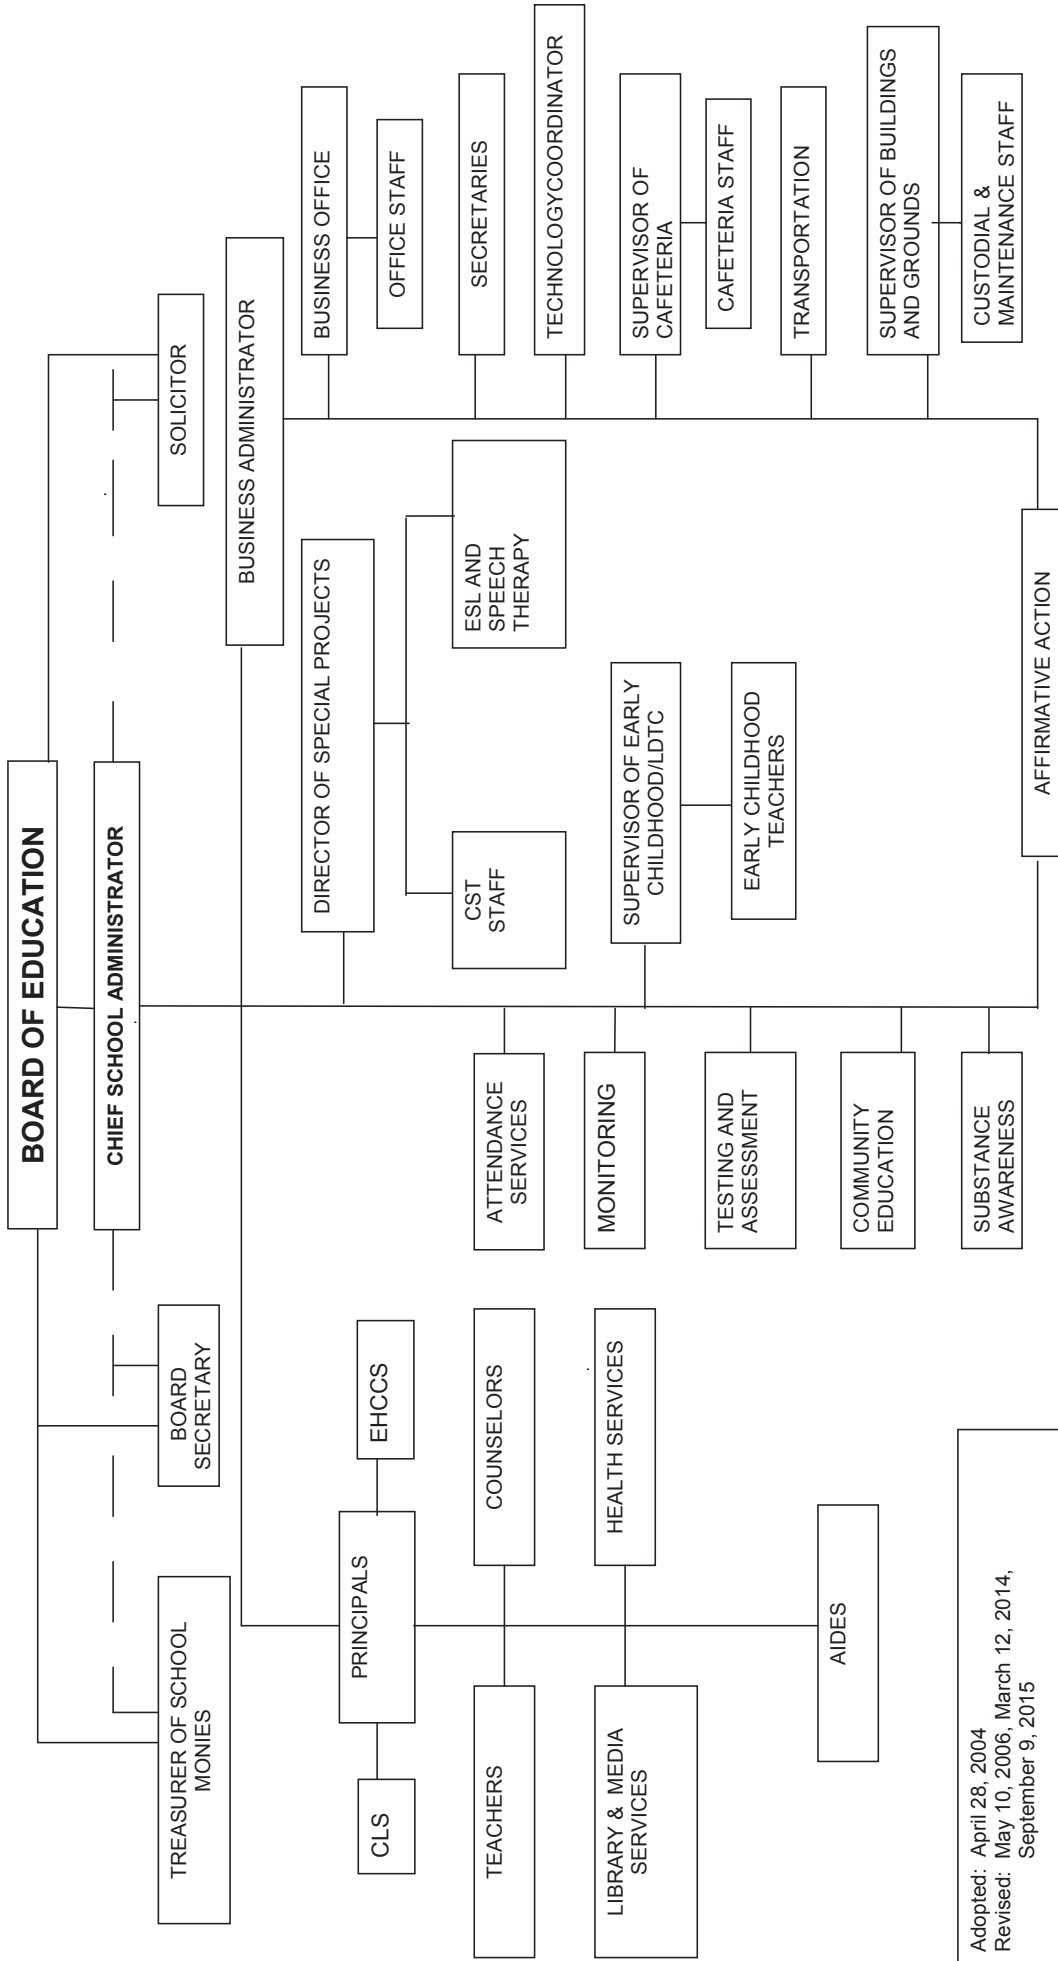 BOARD OF EDUCATION
CHIEF SCHOOL ADMINISTRATOR
TREASURER OF SCHOOL
MONIES
BOARD
SECRETARY
SOLICITOR
BUSINESS ADMINISTRATOR
PRINCIPALS
CLS
EHCCS
TEACHERS
COUNSELORS
LIBRARY & MEDIA
SERVICES
HEALTH SERVICES
AIDES
ATTENDANCE
SERVICES
MONITORING
TESTING AND
ASSESSMENT
COMMUNITY
EDUCATION
SUBSTANCE
AWARENESS
DIRECTOR OF SPECIAL PROJECTS
CST
STAFF
ESL AND
SPEECH
THERAPY
SUPERVISOR OF EARLY
CHILDHOOD/LDTC
EARLY CHILDHOOD
TEACHERS
BUSINESS OFFICE
OFFICE STAFF
SECRETARIES
TECHNOLOGYCOORDINATOR
SUPERVISOR OF
CAFETERIA
CAFETERIA STAFF
TRANSPORTATION
SUPERVISOR OF BUILDINGS
AND GROUNDS
CUSTODIAL &
MAINTENANCE STAFF
AFFIRMATIVE ACTION
Adopted: April 28, 2004
Revised: May 10, 2006, March 12, 2014,
September 9, 2015